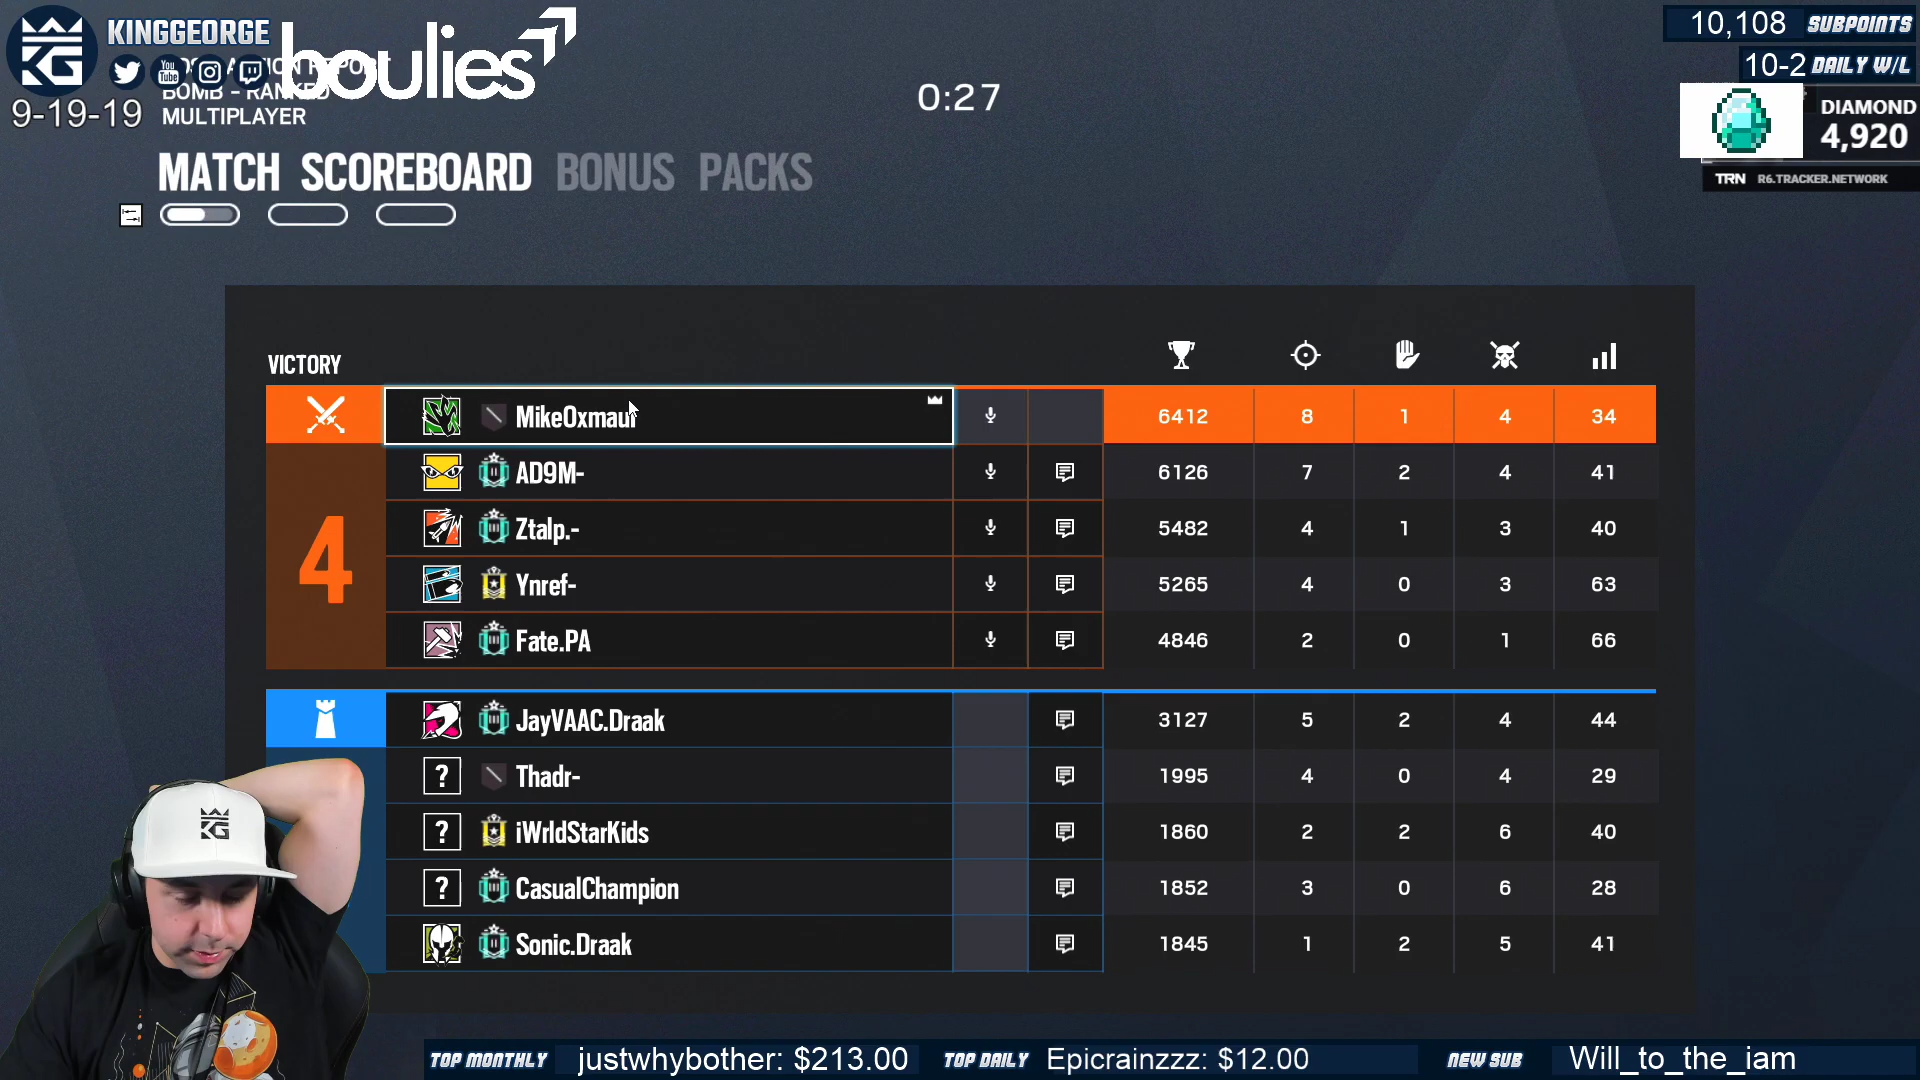 KINGGEORGE
boulies
9-19-19
BOMB - RANKED
MULTIPLAYER
0:27
10,108 SUBPOINTS
10-2 DAILY W/L
DIAMOND
4,920
TRN R6.TRACKER.NETWORK
MATCH SCOREBOARD BONUS PACKS
VICTORY
MikeOxmaul 6412 8 1 4 34
AD9M- 6126 7 2 4 41
Ztalp.- 5482 4 1 3 40
Ynref- 5265 4 0 3 63
Fate.PA 4846 2 0 1 66
4
JayVAAC.Draak 3127 5 2 4 44
? Thadr- 1995 4 0 4 29
? iWrldStarKids 1860 2 2 6 40
? CasualChampion 1852 3 0 6 28
Sonic.Draak 1845 1 2 5 41
KG
TOP MONTHLY justwhybother: $213.00 TOP DAILY Epicrainzzz: $12.00 NEW SUB Will_to_the_iam